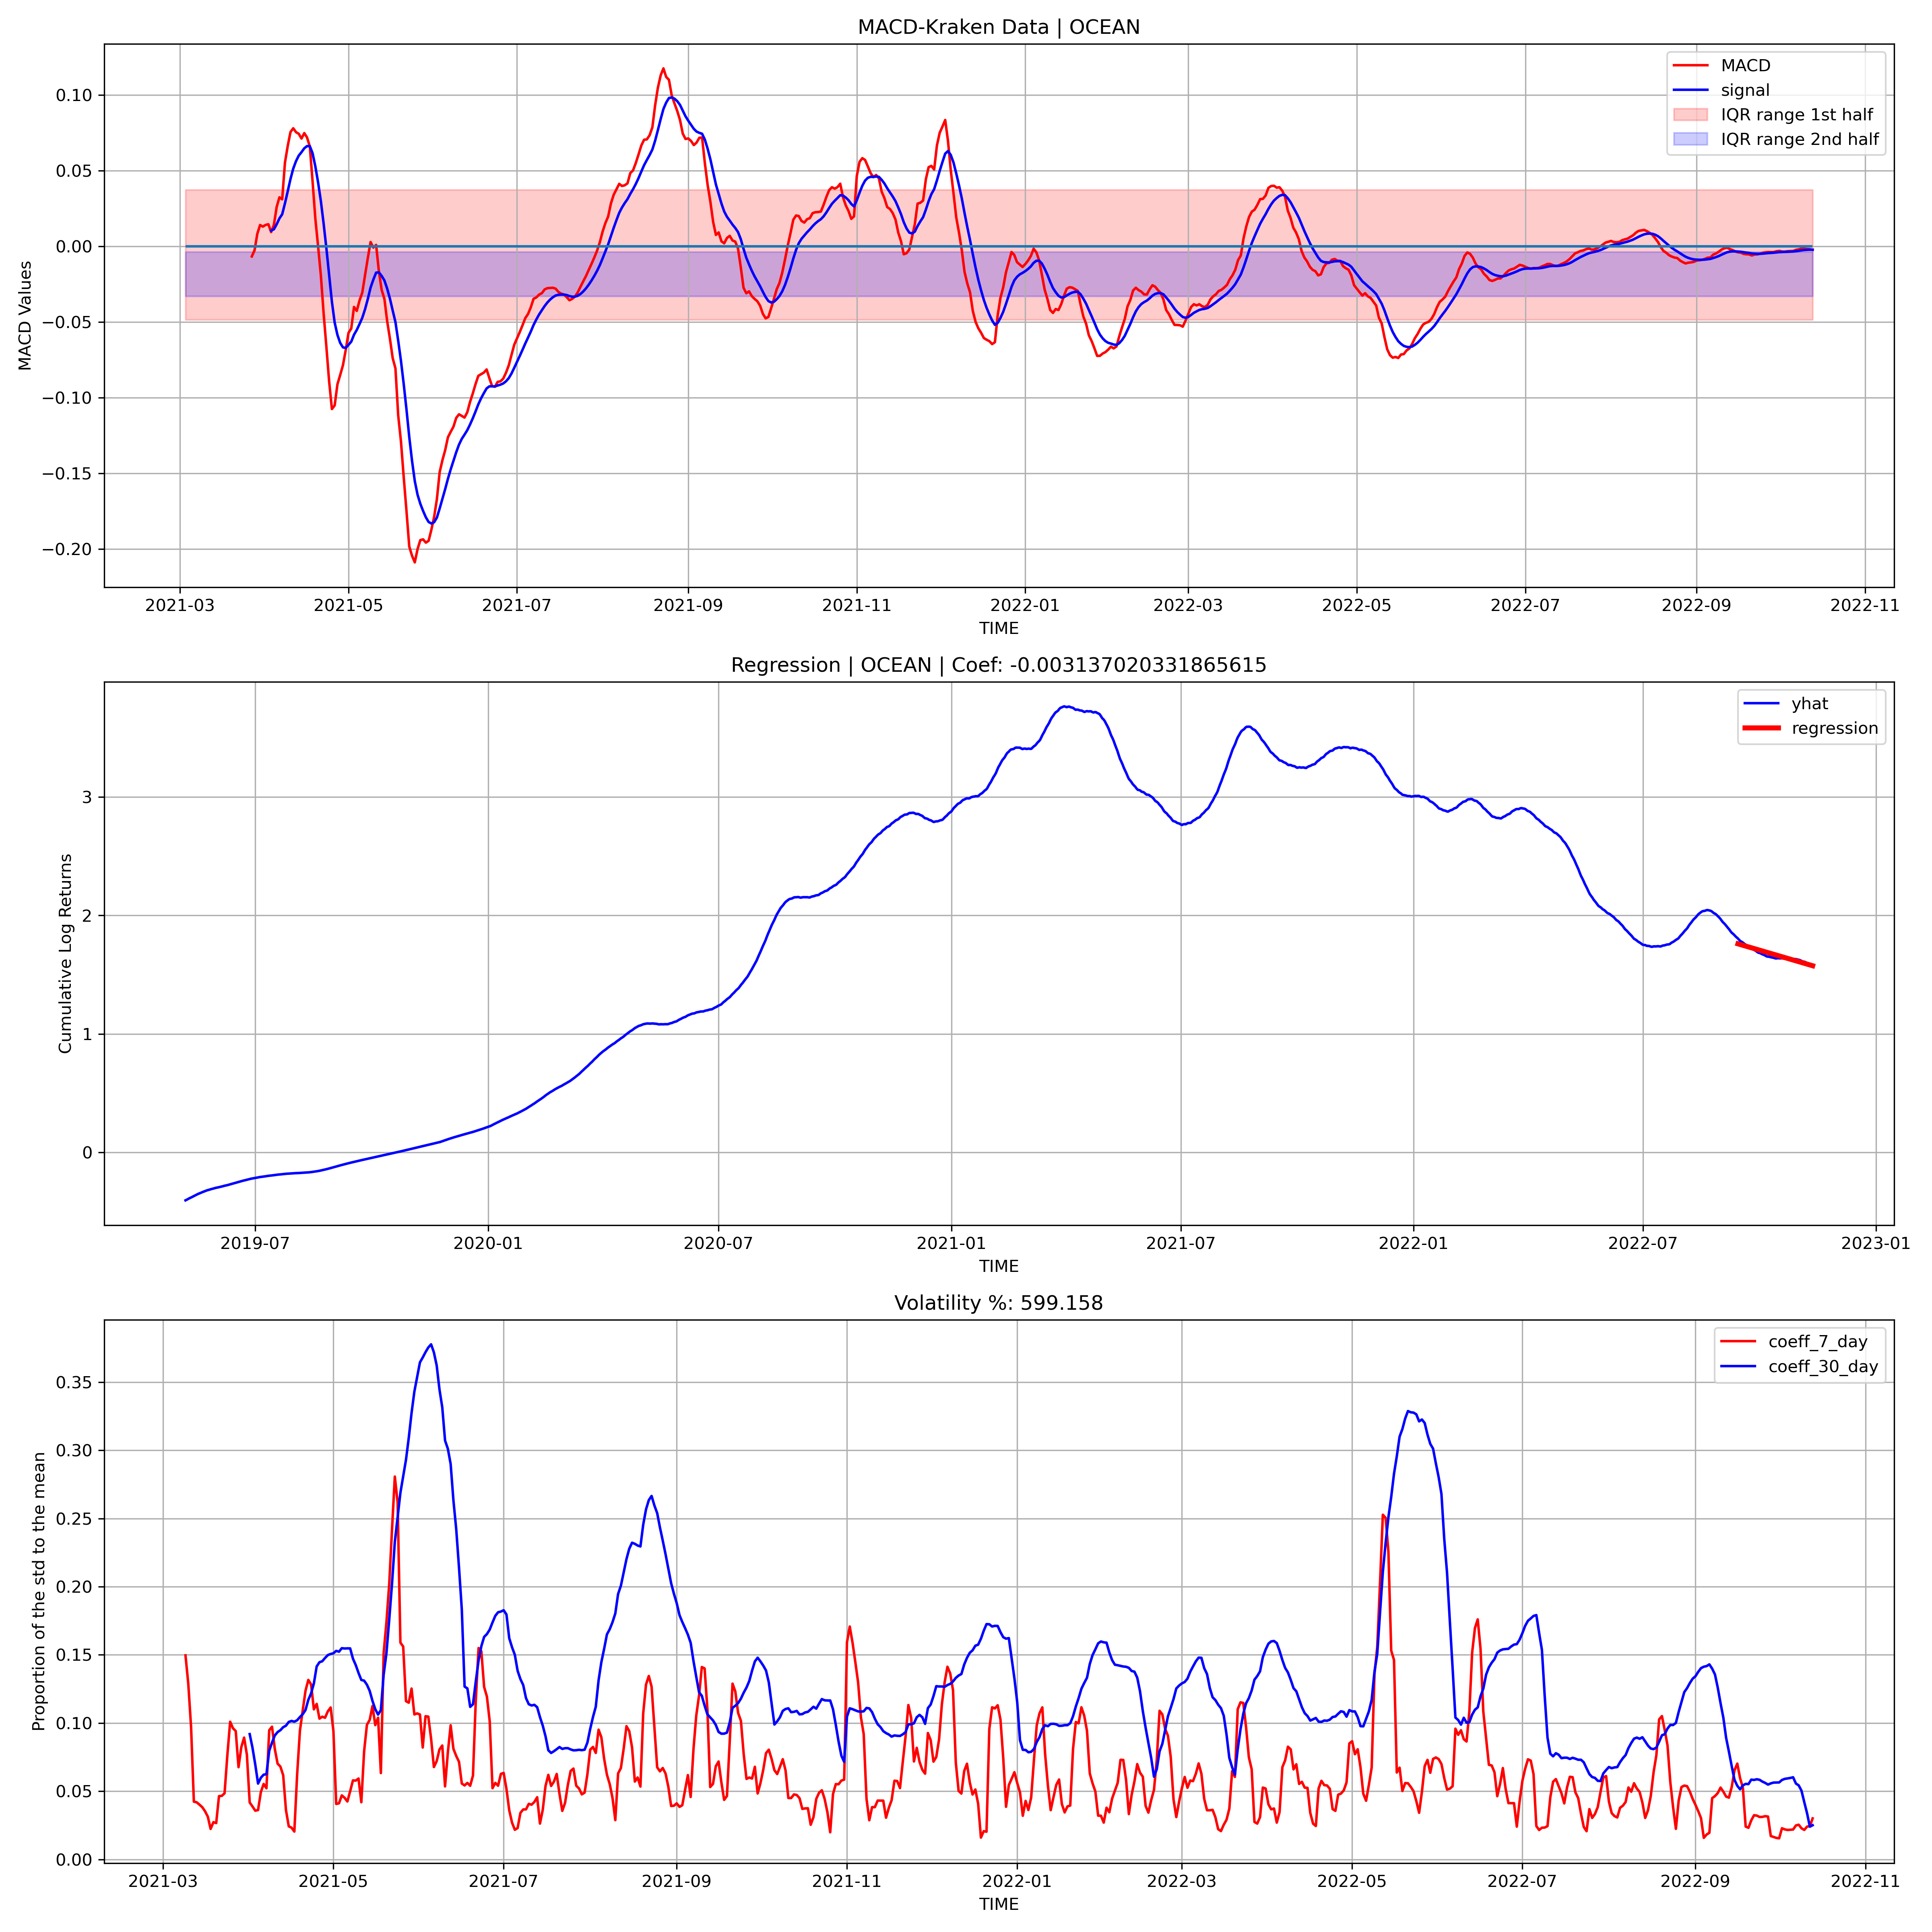 MACD-Kraken Data | OCEAN
MACD
signal
IQR range 1st half
IQR range 2nd half
MACD Values
0.10
0.05
0.00
−0.05
−0.10
−0.15
−0.20
2021-03 2021-05 2021-07 2021-09 2021-11 2022-01 2022-03 2022-05 2022-07 2022-09 2022-11
TIME
Regression | OCEAN | Coef: -0.003137020331865615
yhat
regression
Cumulative Log Returns
3
2
1
0
2019-07 2020-01 2020-07 2021-01 2021-07 2022-01 2022-07 2023-01
TIME
Volatility %: 599.158
coeff_7_day
coeff_30_day
Proportion of the std to the mean
0.35
0.30
0.25
0.20
0.15
0.10
0.05
0.00
2021-03 2021-05 2021-07 2021-09 2021-11 2022-01 2022-03 2022-05 2022-07 2022-09 2022-11
TIME